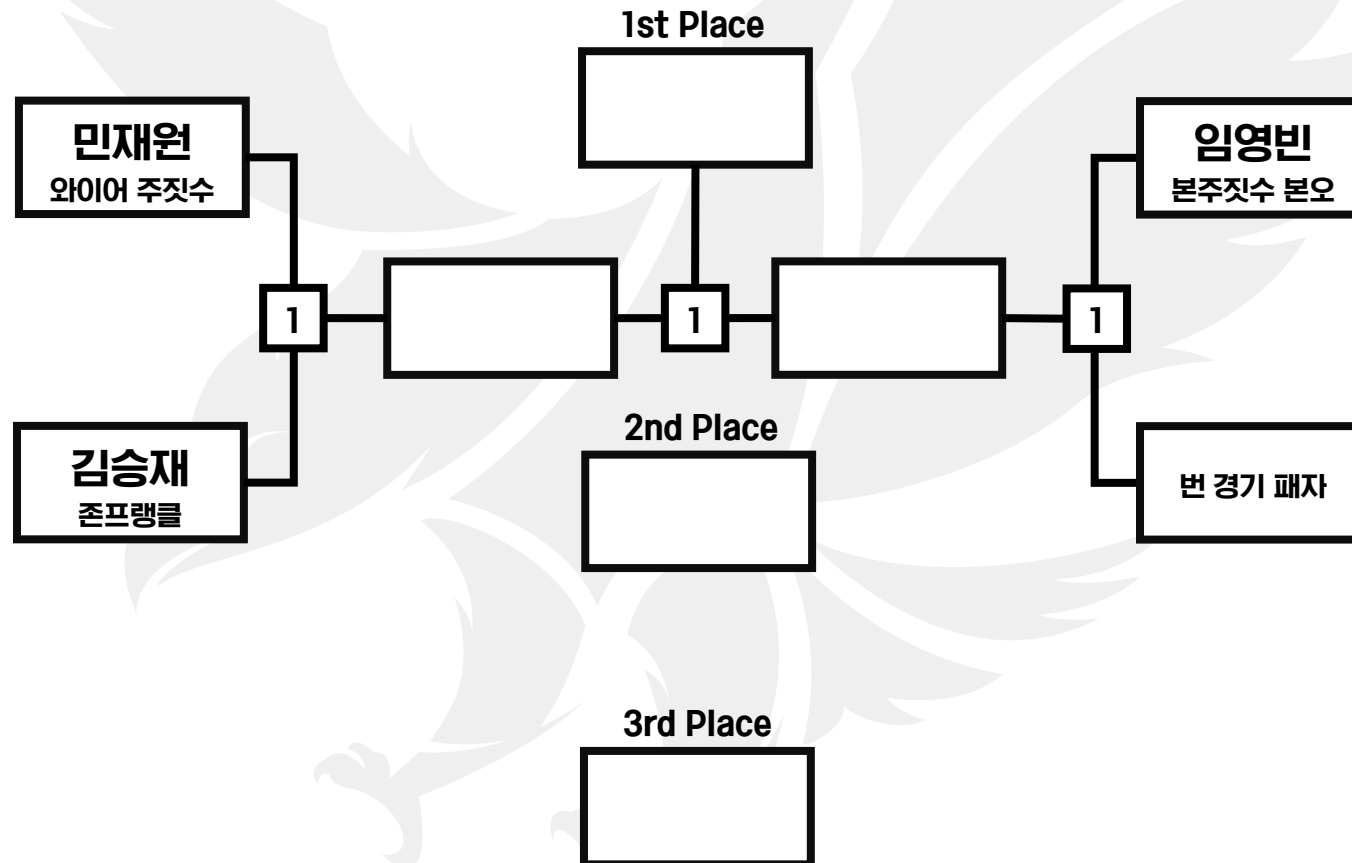 1st Place
민재원
와이어 주짓수
임영빈
본주짓수 본오
1
1
1
김승재
존프랭클
2nd Place
번 경기 패자
3rd Place